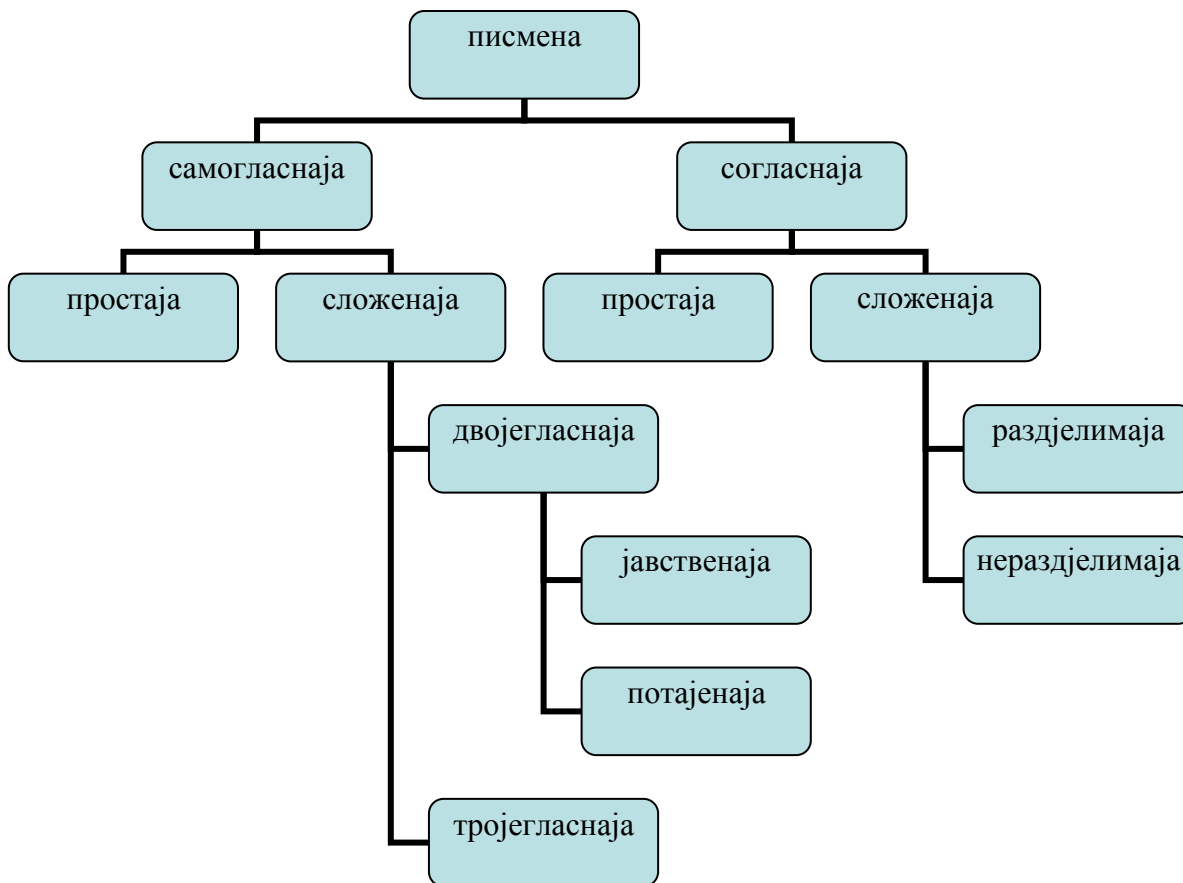 писмена
самогласнаја
согласнаја
простаја
сложенаја
простаја
сложенаја
двојегласнаја
раздјелимаја
јавственаја
нераздјелимаја
потајенаја
тројегласнаја